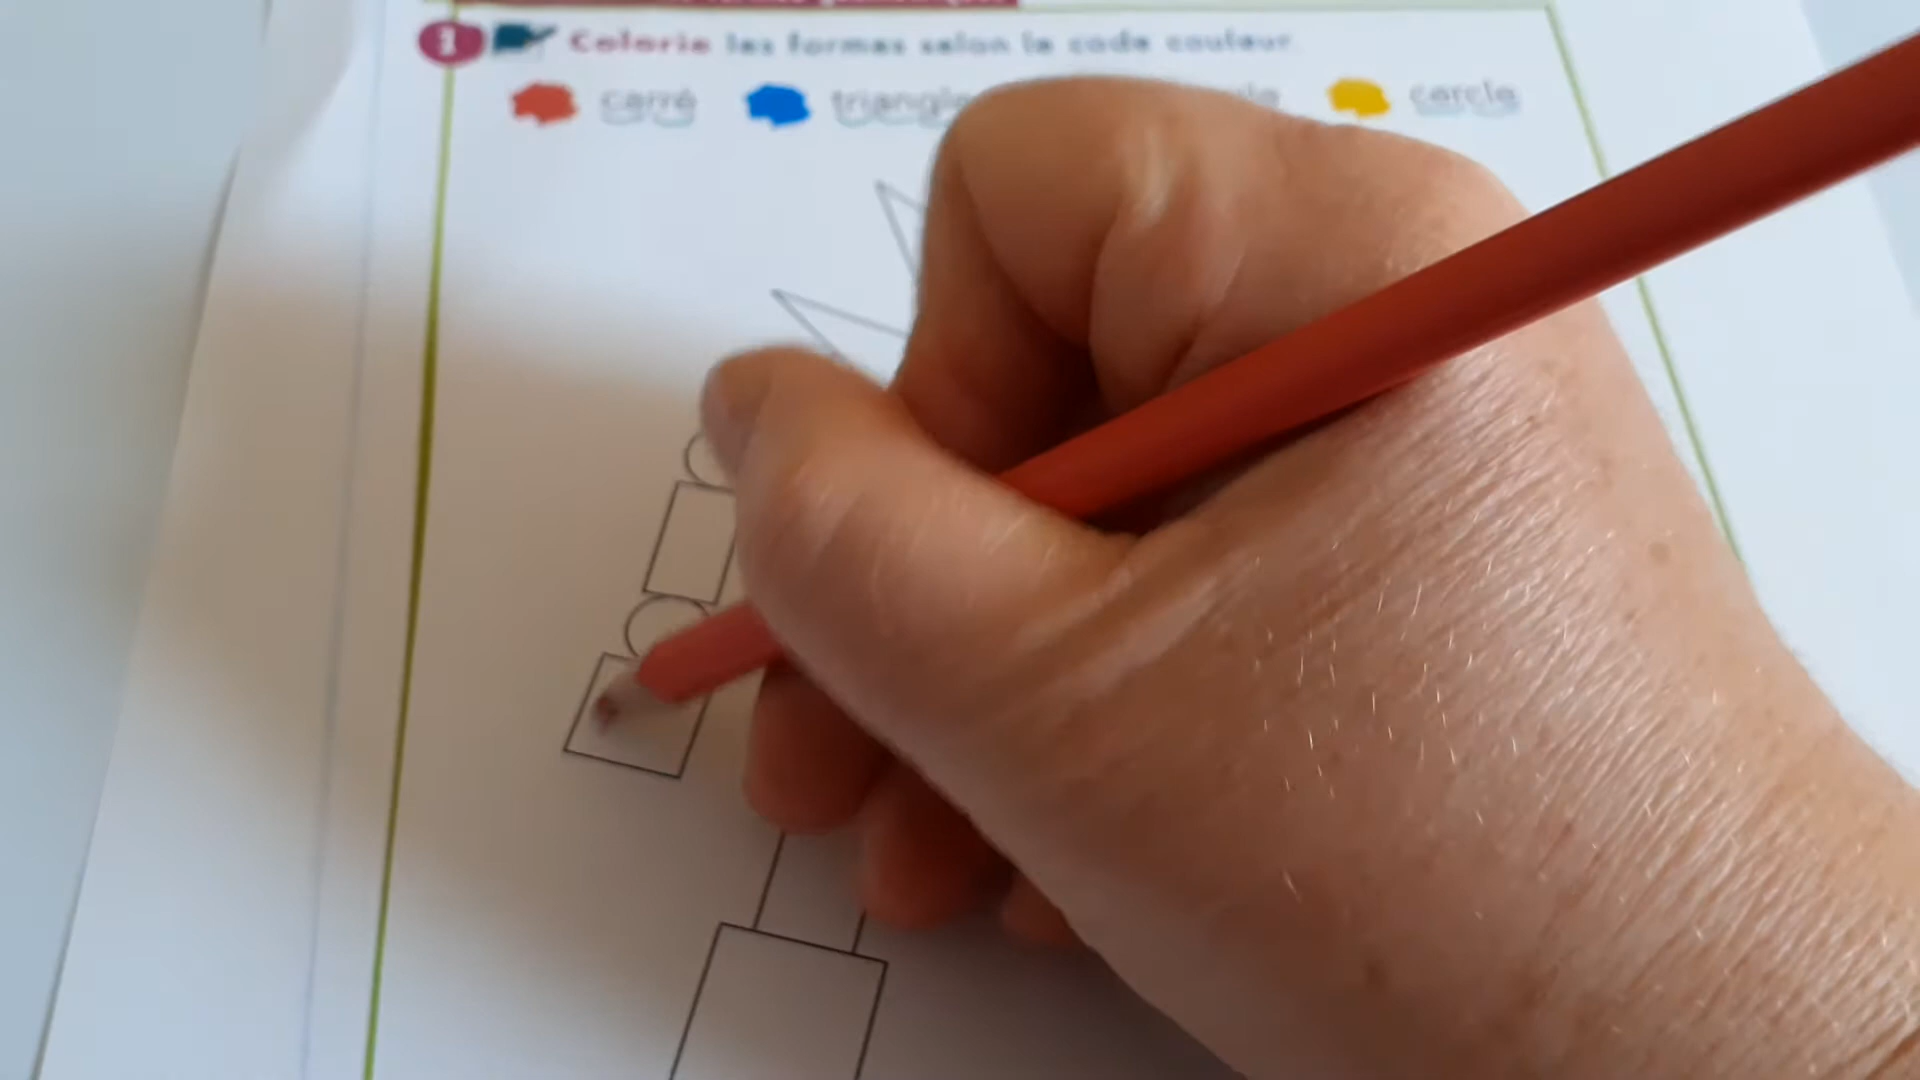 1 Colorie les formes selon le code couleur.
carré triangle cercle